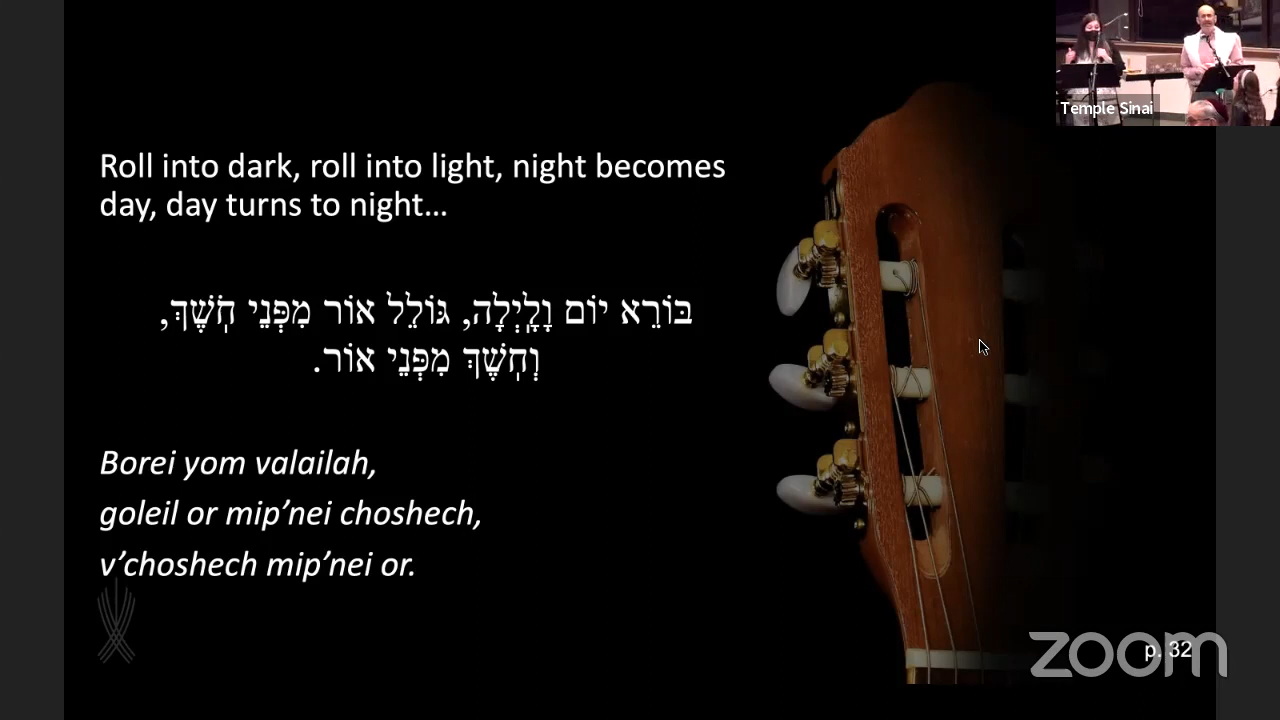 Temple Sinai
Roll into dark, roll into light, night becomes
day, day turns to night…
בּוֹרֵא יוֹם וָלָֽיְלָה, גּוֹלֵל אוֹר מִפְּנֵי חֹֽשֶׁךְ,
וְחֹֽשֶׁךְ מִפְּנֵי אוֹר.
Borei yom valailah,
goleil or mip’nei choshech,
v’choshech mip’nei or.
p. 32
zoom